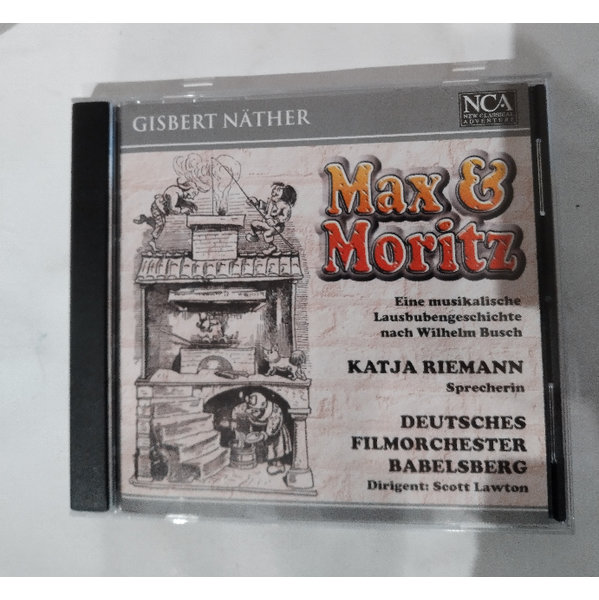 GISBERT NÄTHER
NCA
NEW CLASSICAL
ADVENTURE
Max &
Moritz
Eine musikalische
Lausbubengeschichte
nach Wilhelm Busch
KATJA RIEMANN
Sprecherin
DEUTSCHES
FILMORCHESTER
BABELSBERG
Dirigent: Scott Lawton